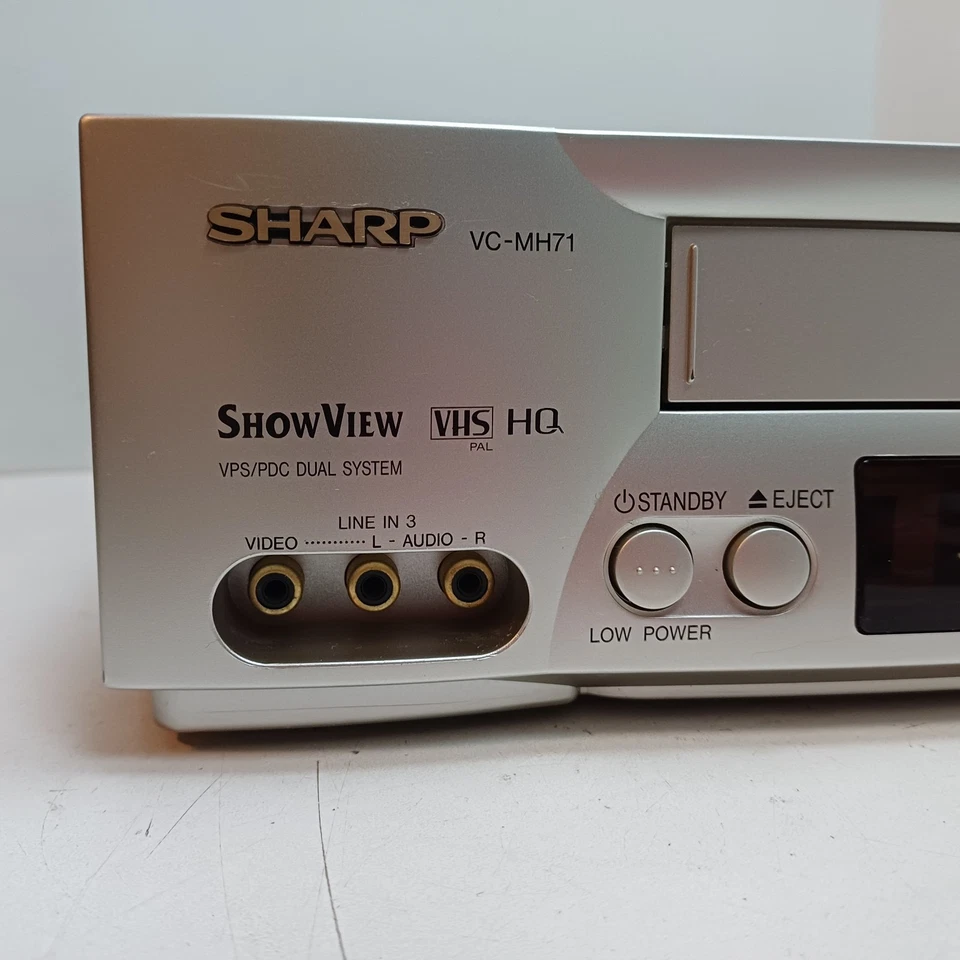 SHARP VC-MH71
SHOWVIEW VHS HQ
PAL
VPS/PDC DUAL SYSTEM
STANDBY ⏏EJECT
LINE IN 3
VIDEO ··········· L - AUDIO - R
LOW POWER